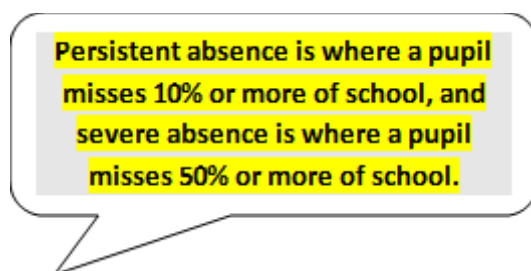 Persistent absence is where a pupil
misses 10% or more of school, and
severe absence is where a pupil
misses 50% or more of school.